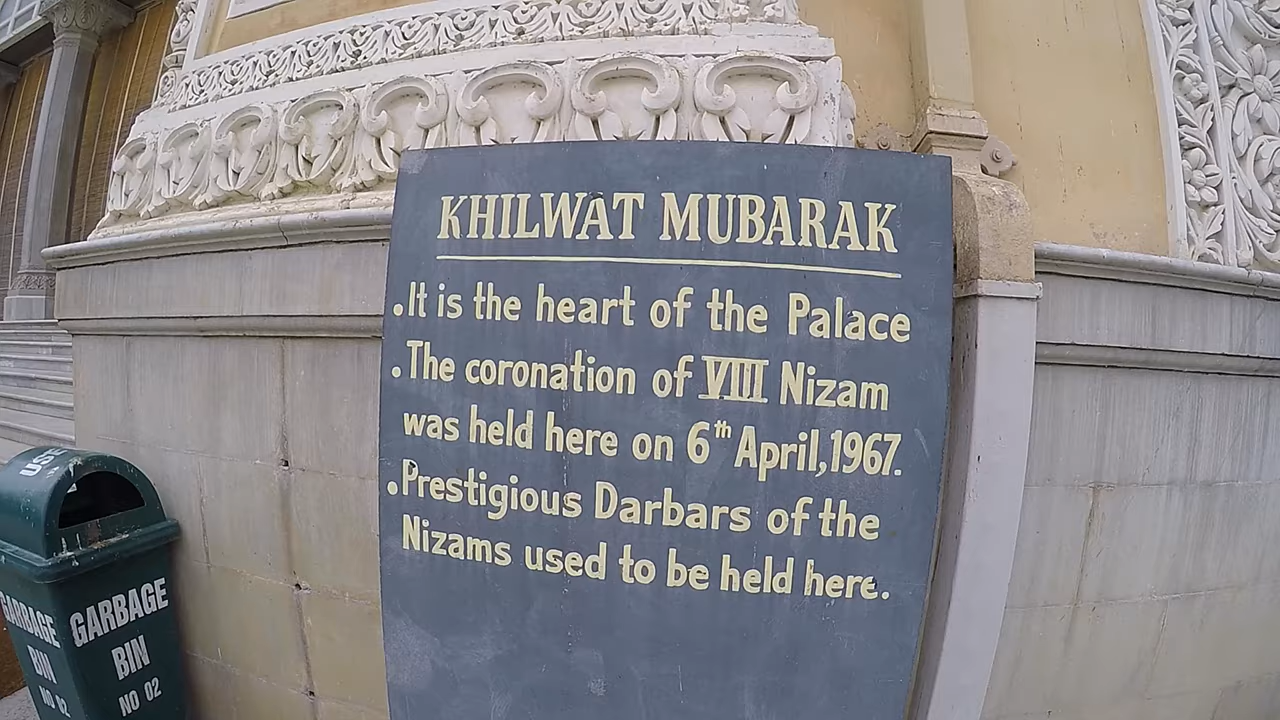 KHILWAT MUBARAK
.It is the heart of the Palace
.The coronation of VIII Nizam
was held here on 6th April,1967.
.Prestigious Darbars of the
Nizams used to be held here.
USE
GARBAGE
BIN
NO 02
GARBAGE
BIN
NO 02